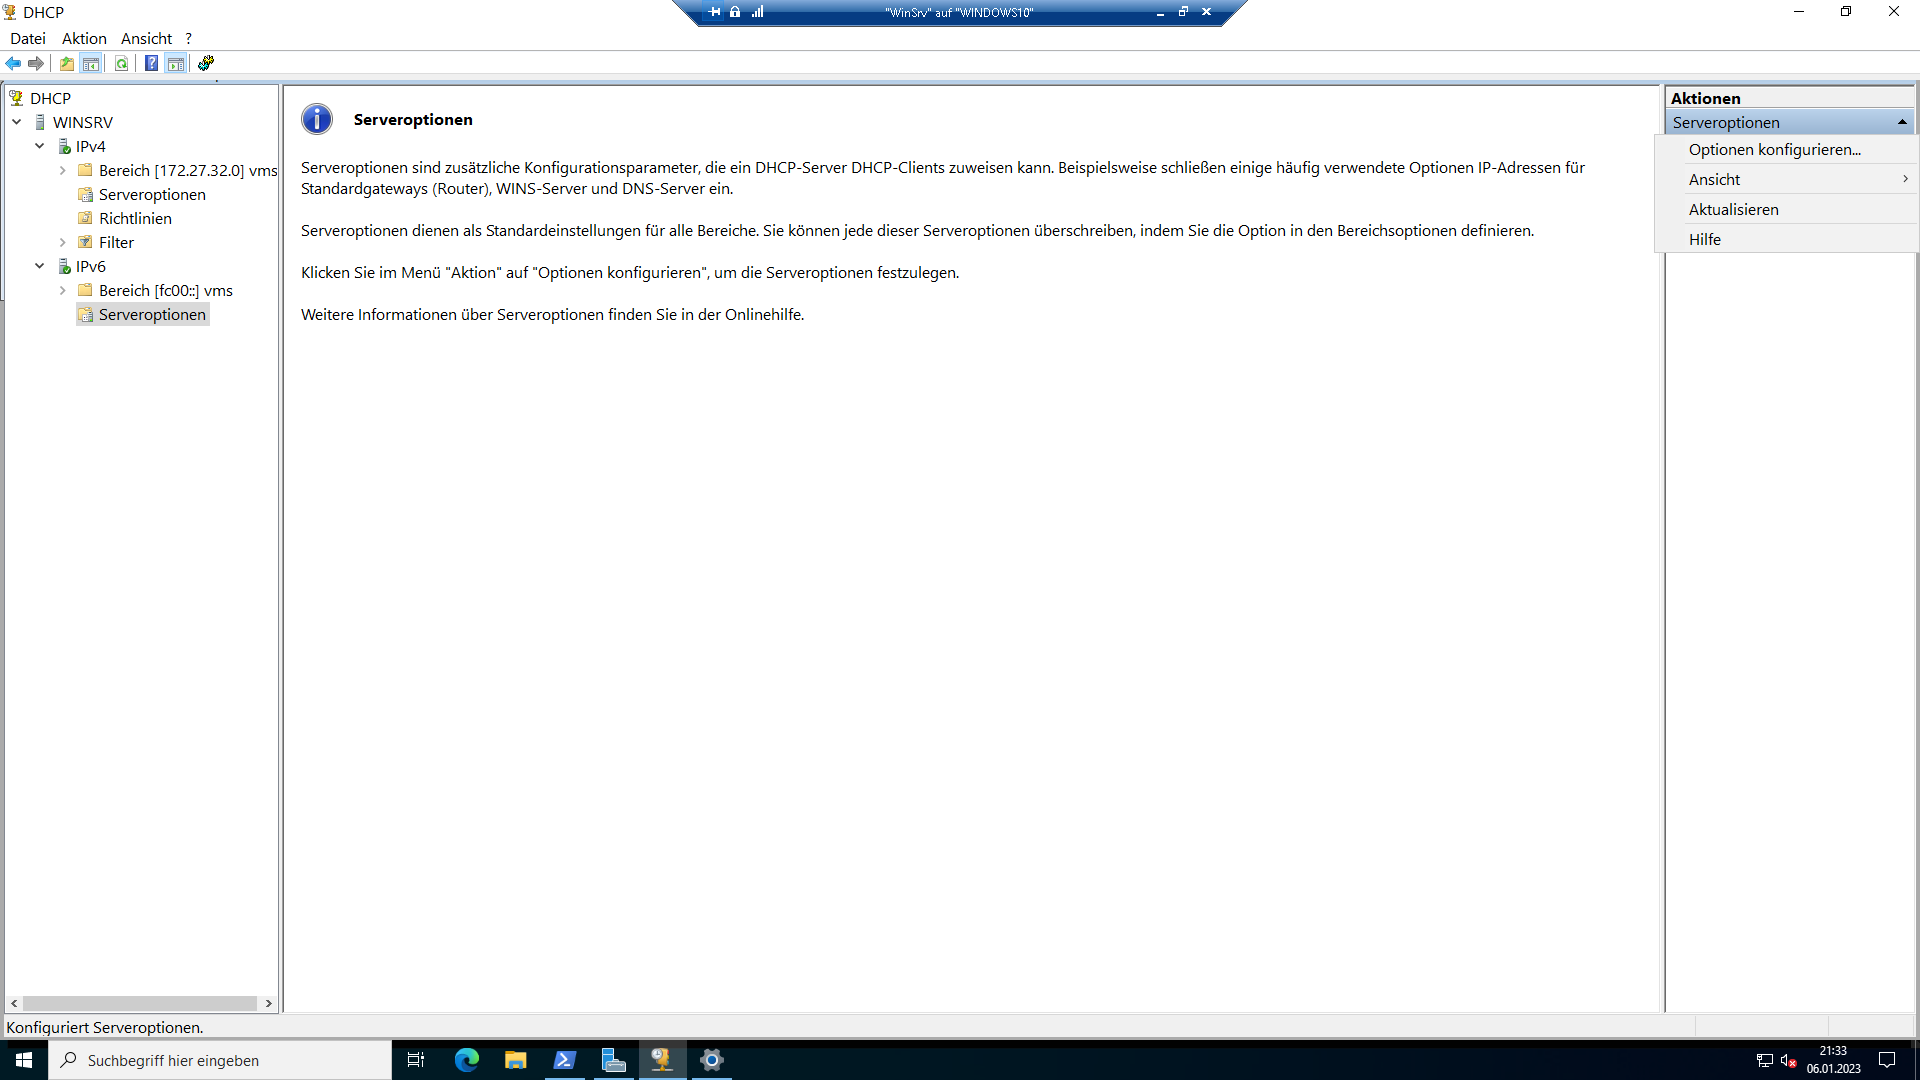 DHCP
"WinSrv" auf "WINDOWS10"
Datei Aktion Ansicht ?
DHCP
WINSRV
IPv4
Bereich [172.27.32.0] vms
Serveroptionen
Richtlinien
Filter
IPv6
Bereich [fc00::] vms
Serveroptionen
Serveroptionen
Serveroptionen sind zusätzliche Konfigurationsparameter, die ein DHCP-Server DHCP-Clients zuweisen kann. Beispielsweise schließen einige häufig verwendete Optionen IP-Adressen für
Standardgateways (Router), WINS-Server und DNS-Server ein.
Serveroptionen dienen als Standardeinstellungen für alle Bereiche. Sie können jede dieser Serveroptionen überschreiben, indem Sie die Option in den Bereichsoptionen definieren.
Klicken Sie im Menü "Aktion" auf "Optionen konfigurieren", um die Serveroptionen festzulegen.
Weitere Informationen über Serveroptionen finden Sie in der Onlinehilfe.
Aktionen
Serveroptionen
Optionen konfigurieren...
Ansicht
Aktualisieren
Hilfe
Konfiguriert Serveroptionen.
Suchbegriff hier eingeben
21:33
06.01.2023